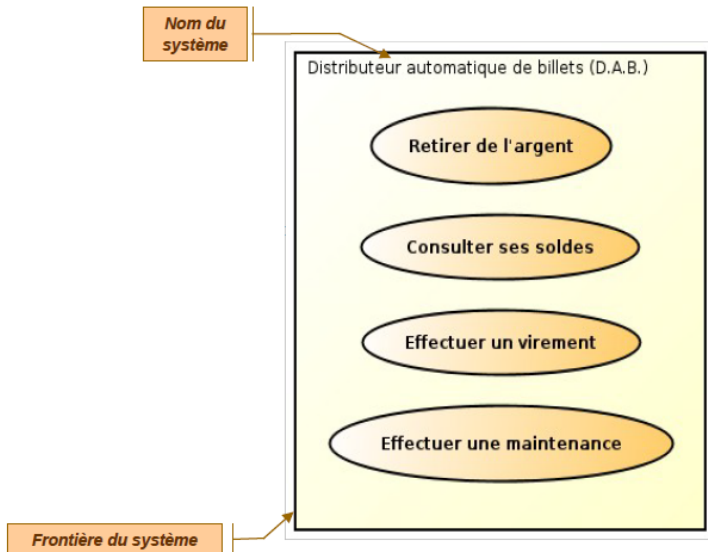 Nom du
système
Distributeur automatique de billets (D.A.B.)
Retirer de l'argent
Consulter ses soldes
Effectuer un virement
Effectuer une maintenance
Frontière du système